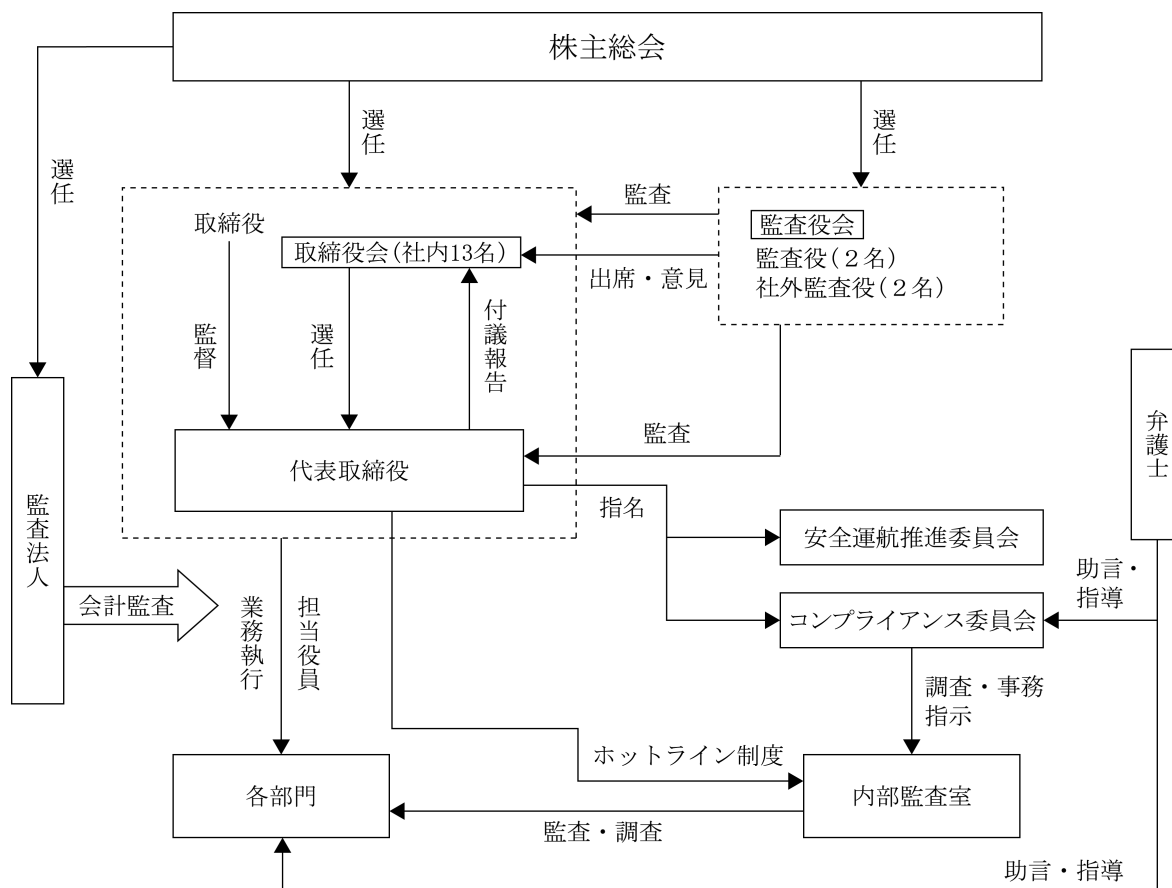 株主総会
選任
選任
選任
監査
取締役
取締役会(社内13名)
監査役会
監査役(２名)
社外監査役(２名)
出席・意見
監督
選任
付議報告
監査
代表取締役
弁護士
監査法人
指名
安全運航推進委員会
助言・
指導
会計監査
コンプライアンス委員会
業務執行
担当役員
調査・事務
指示
ホットライン制度
各部門
内部監査室
監査・調査
助言・指導